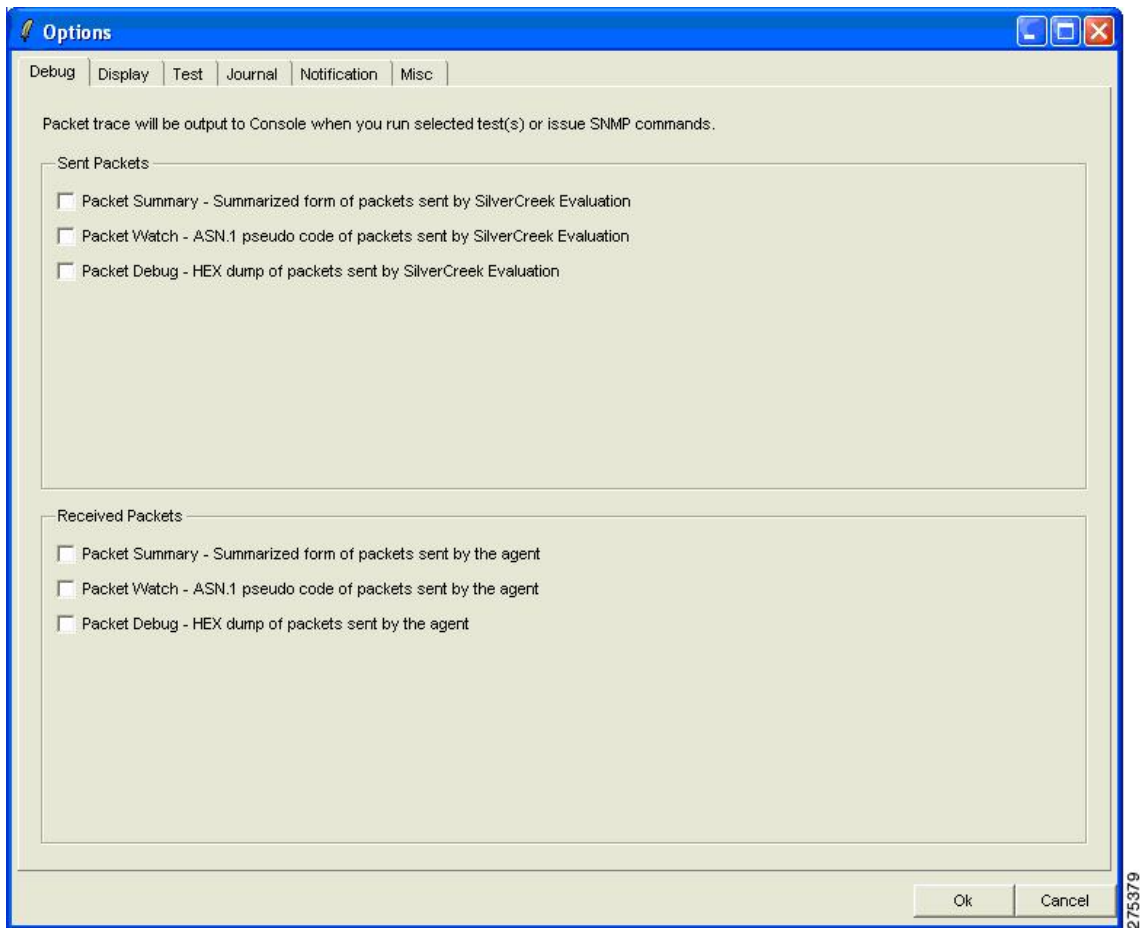 Options
Debug Display Test Journal Notification Misc
Packet trace will be output to Console when you run selected test(s) or issue SNMP commands.
Sent Packets
Packet Summary - Summarized form of packets sent by SilverCreek Evaluation
Packet Watch - ASN.1 pseudo code of packets sent by SilverCreek Evaluation
Packet Debug - HEX dump of packets sent by SilverCreek Evaluation
Received Packets
Packet Summary - Summarized form of packets sent by the agent
Packet Watch - ASN.1 pseudo code of packets sent by the agent
Packet Debug - HEX dump of packets sent by the agent
Ok Cancel
275379